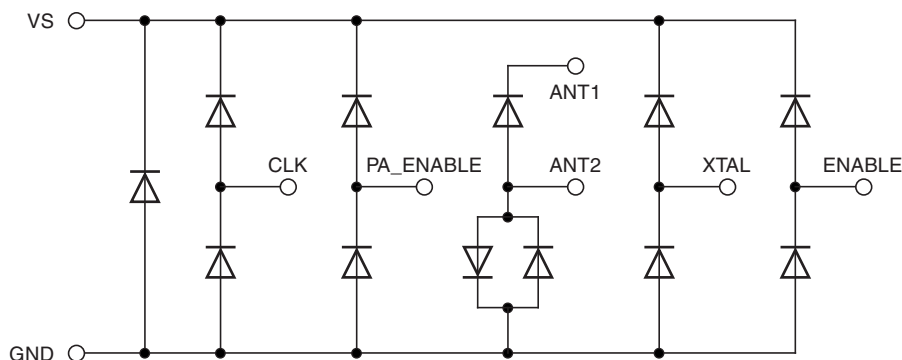 VS
ANT1
CLK
PA_ENABLE
ANT2
XTAL
ENABLE
GND